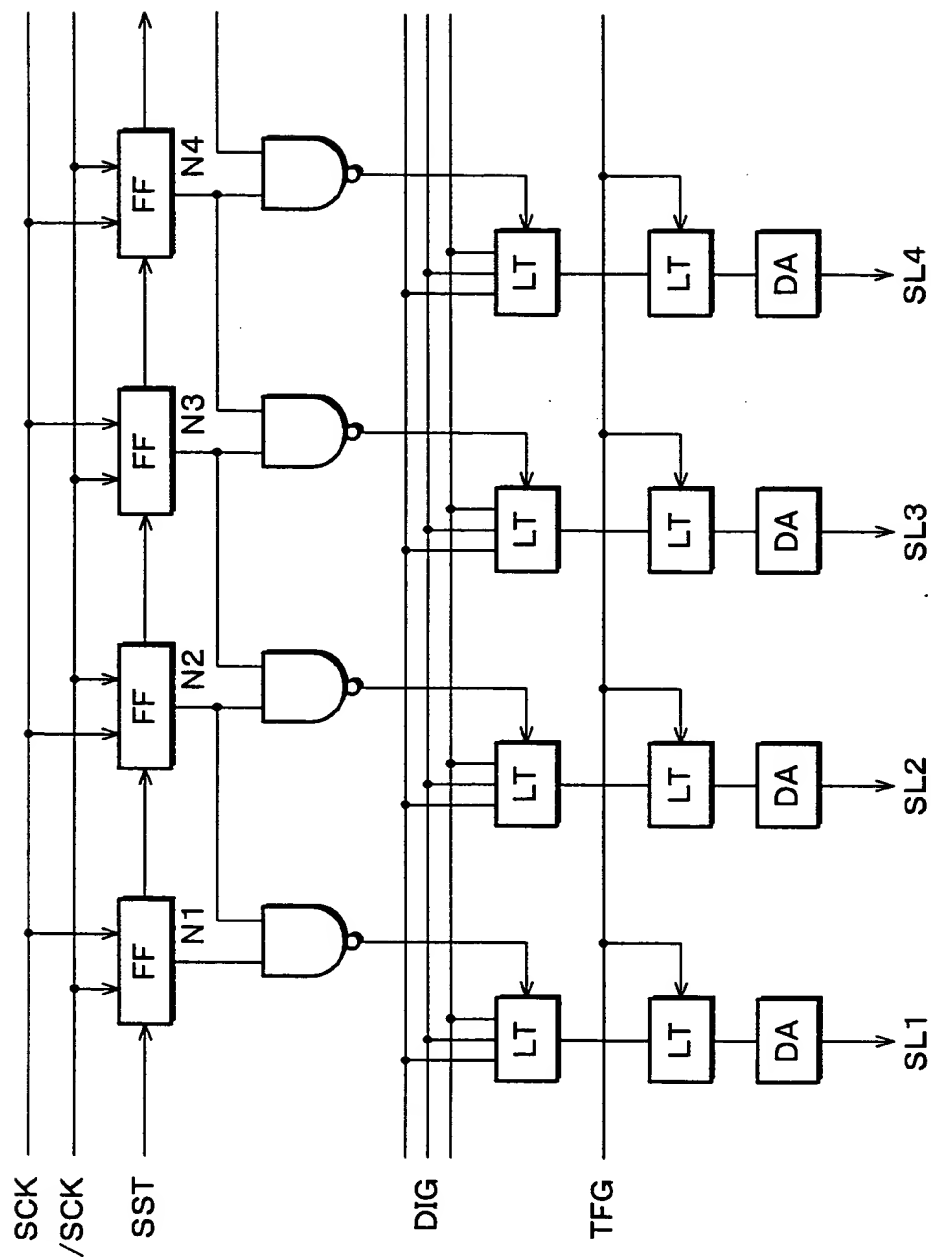 SCK
/SCK
SST
FF FF FF FF
N1 N2 N3 N4
DIG
LT LT LT LT
TFG
LT LT LT LT
DA DA DA DA
SL1 SL2 SL3 SL4